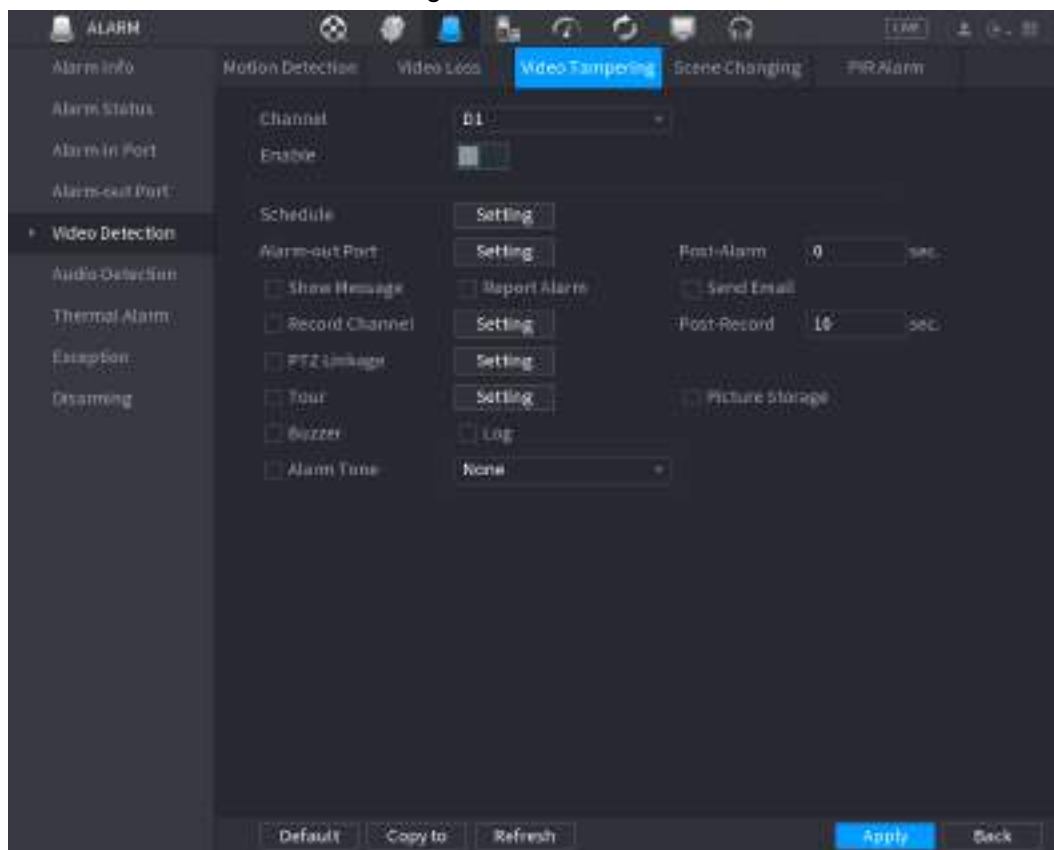 ALARM LIVE
Alarm Info Motion Detection Video Loss Video Tampering Scene Changing PIR Alarm
Alarm Status Channel D1
Alarm-in Port Enable
Alarm-out Port
Schedule Setting
Video Detection
Alarm-out Port Setting Post-Alarm 0 sec.
Audio Detection
Show Message Report Alarm Send Email
Thermal Alarm
Record Channel Setting Post-Record 10 sec.
Exception PTZ Linkage Setting
Disarming Tour Setting Picture Storage
Buzzer Log
Alarm Tone None
Default Copy to Refresh Apply Back